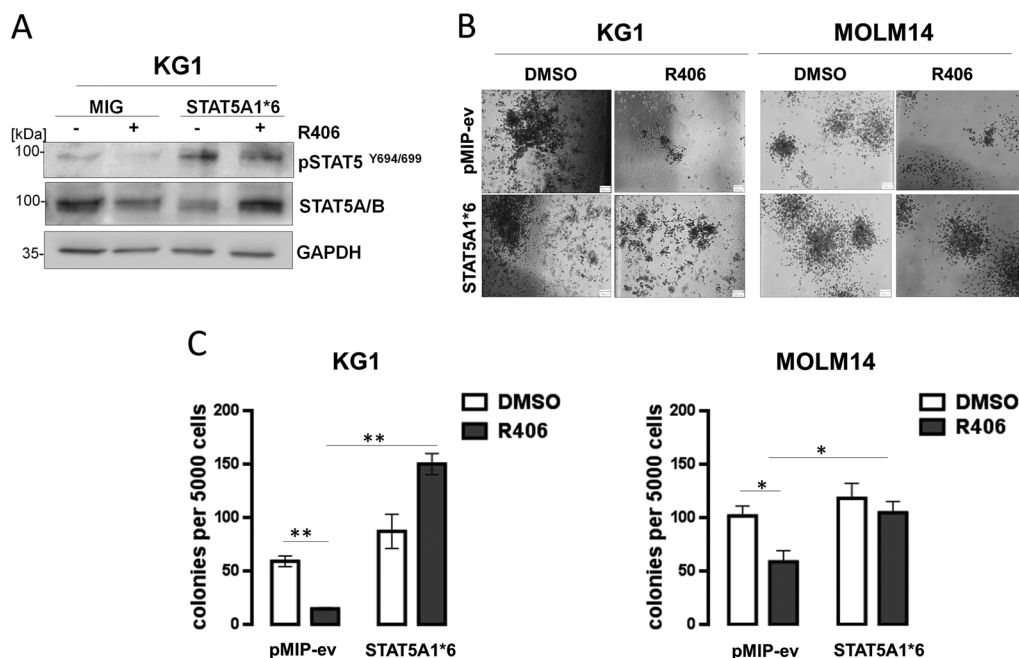 A
KG1
MIG STAT5A1*6
[kDa] - + - + R406
100- pSTAT5 Y694/699
100- STAT5A/B
35- GAPDH
B
KG1 MOLM14
DMSO R406 DMSO R406
pMIP-ev
STAT5A1*6
C
KG1
colonies per 5000 cells
200
150
100
50
0
** **
DMSO
R406
pMIP-ev STAT5A1*6
MOLM14
colonies per 5000 cells
200
150
100
50
0
* *
DMSO
R406
pMIP-ev STAT5A1*6